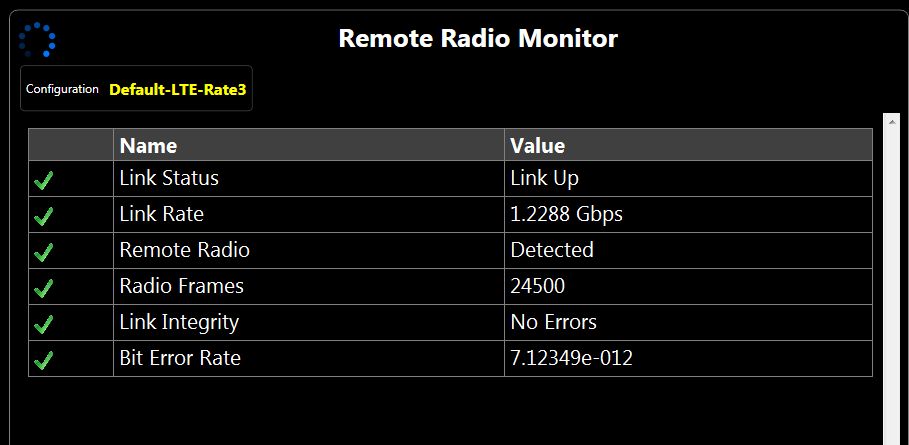 Remote Radio Monitor
Configuration Default-LTE-Rate3
Name Value
Link Status Link Up
Link Rate 1.2288 Gbps
Remote Radio Detected
Radio Frames 24500
Link Integrity No Errors
Bit Error Rate 7.12349e-012